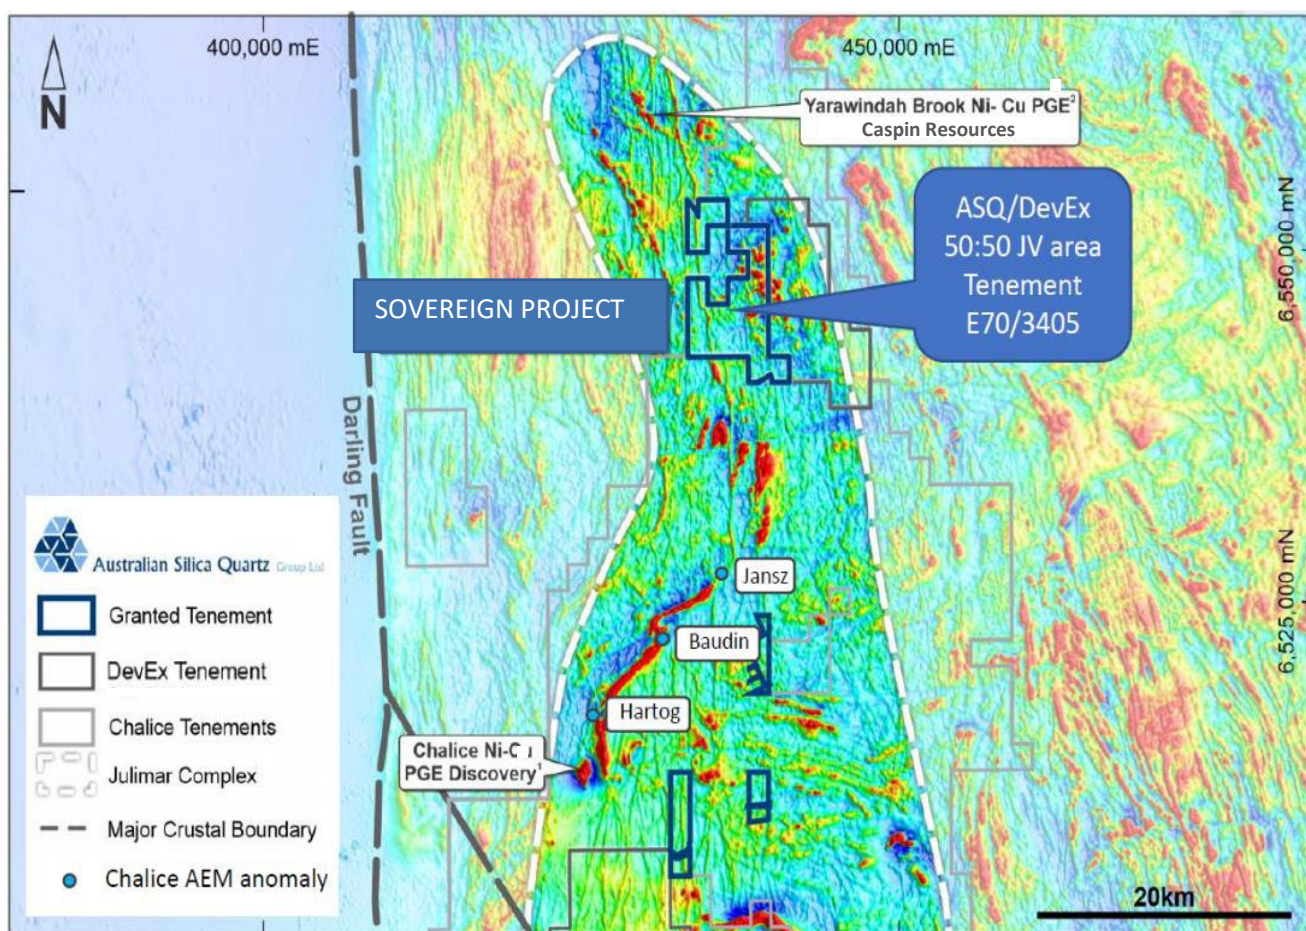 400,000 mE
450,000 mE
N
Yarawindah Brook Ni- Cu PGE²
Caspin Resources
ASQ/DevEx
50:50 JV area
Tenement
E70/3405
6,550,000 mN
SOVEREIGN PROJECT
Darling Fault
Jansz
6,525,000 mN
Baudin
Hartog
Chalice Ni-Cu
PGE Discovery¹
Australian Silica Quartz Group Ltd
Granted Tenement
DevEx Tenement
Chalice Tenements
Julimar Complex
Major Crustal Boundary
Chalice AEM anomaly
20km